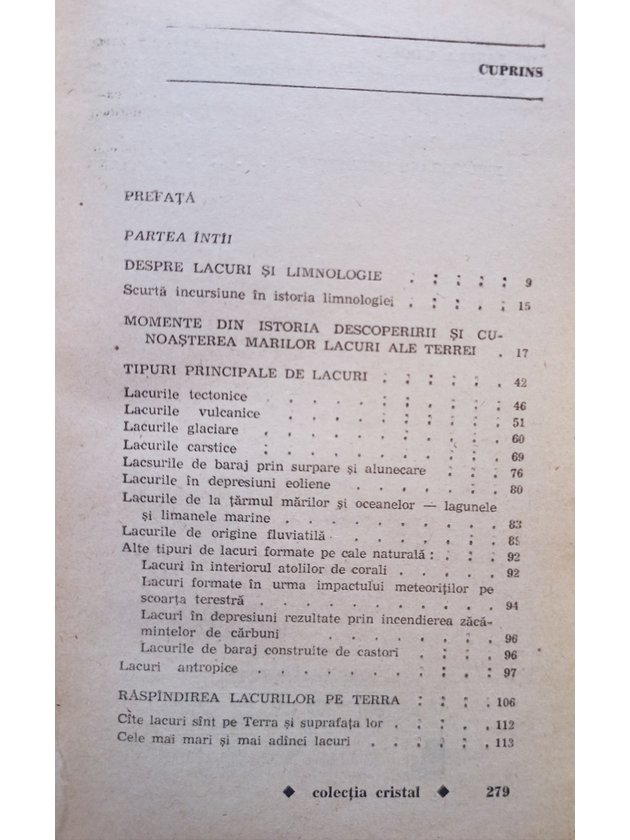 CUPRINS
PREFAȚĂ
PARTEA ÎNTÎI
DESPRE LACURI ȘI LIMNOLOGIE . : : : : 9
Scurtă incursiune în istoria limnologiei . : : : : 15
MOMENTE DIN ISTORIA DESCOPERIRII ȘI CU-
NOAȘTEREA MARILOR LACURI ALE TERREI . 17
TIPURI PRINCIPALE DE LACURI : : : : : : 42
Lacurile tectonice . . . . . . . . . 46
Lacurile vulcanice . . . . . . . . . 51
Lacurile glaciare . . . . . . . . . 60
Lacurile carstice : . . . . . . . . 69
Lacsurile de baraj prin surpare și alunecare : : : 76
Lacurile în depresiuni eoliene . . . . . . 80
Lacurile de la țărmul mărilor și oceanelor — lagunele
și limanele marine . . . . . . . . . 83
Lacurile de origine fluviatilă . . . . . . 89
Alte tipuri de lacuri formate pe cale naturală : . : : 92
Lacuri în interiorul atolilor de corali . . . . . 92
Lacuri formate în urma impactului meteoriților pe
scoarța terestră . . . . . . . . . . 94
Lacuri în depresiuni rezultate prin incendierea zăcă-
mintelor de cărbuni . . . . . . . 96
Lacurile de baraj construite de castori . : : : 96
Lacuri antropice . . . . . . : : : 97
RĂSPÎNDIREA LACURILOR PE TERRA : : : : 106
Cîte lacuri sînt pe Terra și suprafața lor . : : : : 112
Cele mai mari și mai adînci lacuri . . : : : : 113
◆ colecția cristal ◆ 279